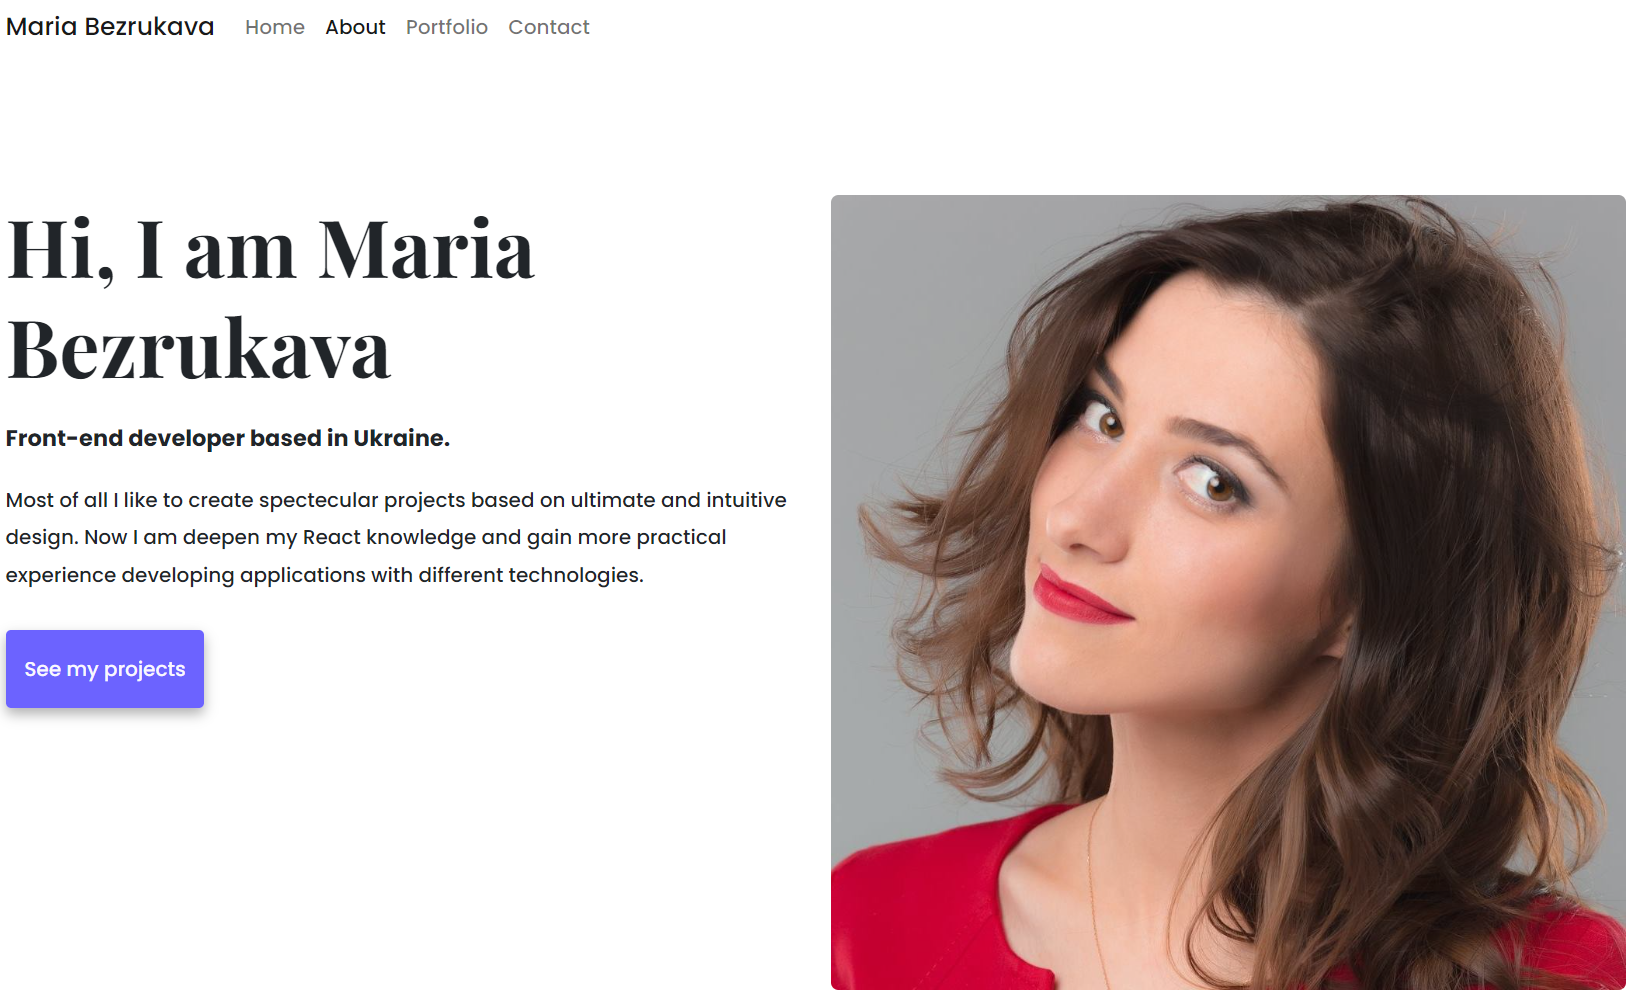 Maria Bezrukava Home About Portfolio Contact
Hi, I am Maria
Bezrukava
Front-end developer based in Ukraine.
Most of all I like to create spectecular projects based on ultimate and intuitive
design. Now I am deepen my React knowledge and gain more practical
experience developing applications with different technologies.
See my projects